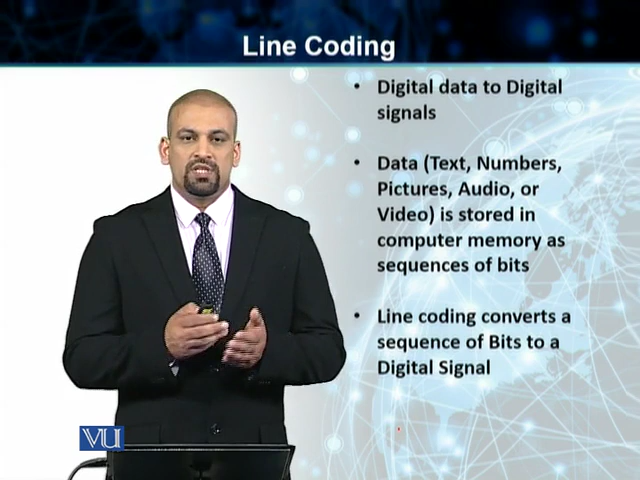 Line Coding
• Digital data to Digital
signals
• Data (Text, Numbers,
Pictures, Audio, or
Video) is stored in
computer memory as
sequences of bits
• Line coding converts a
sequence of Bits to a
Digital Signal
VU